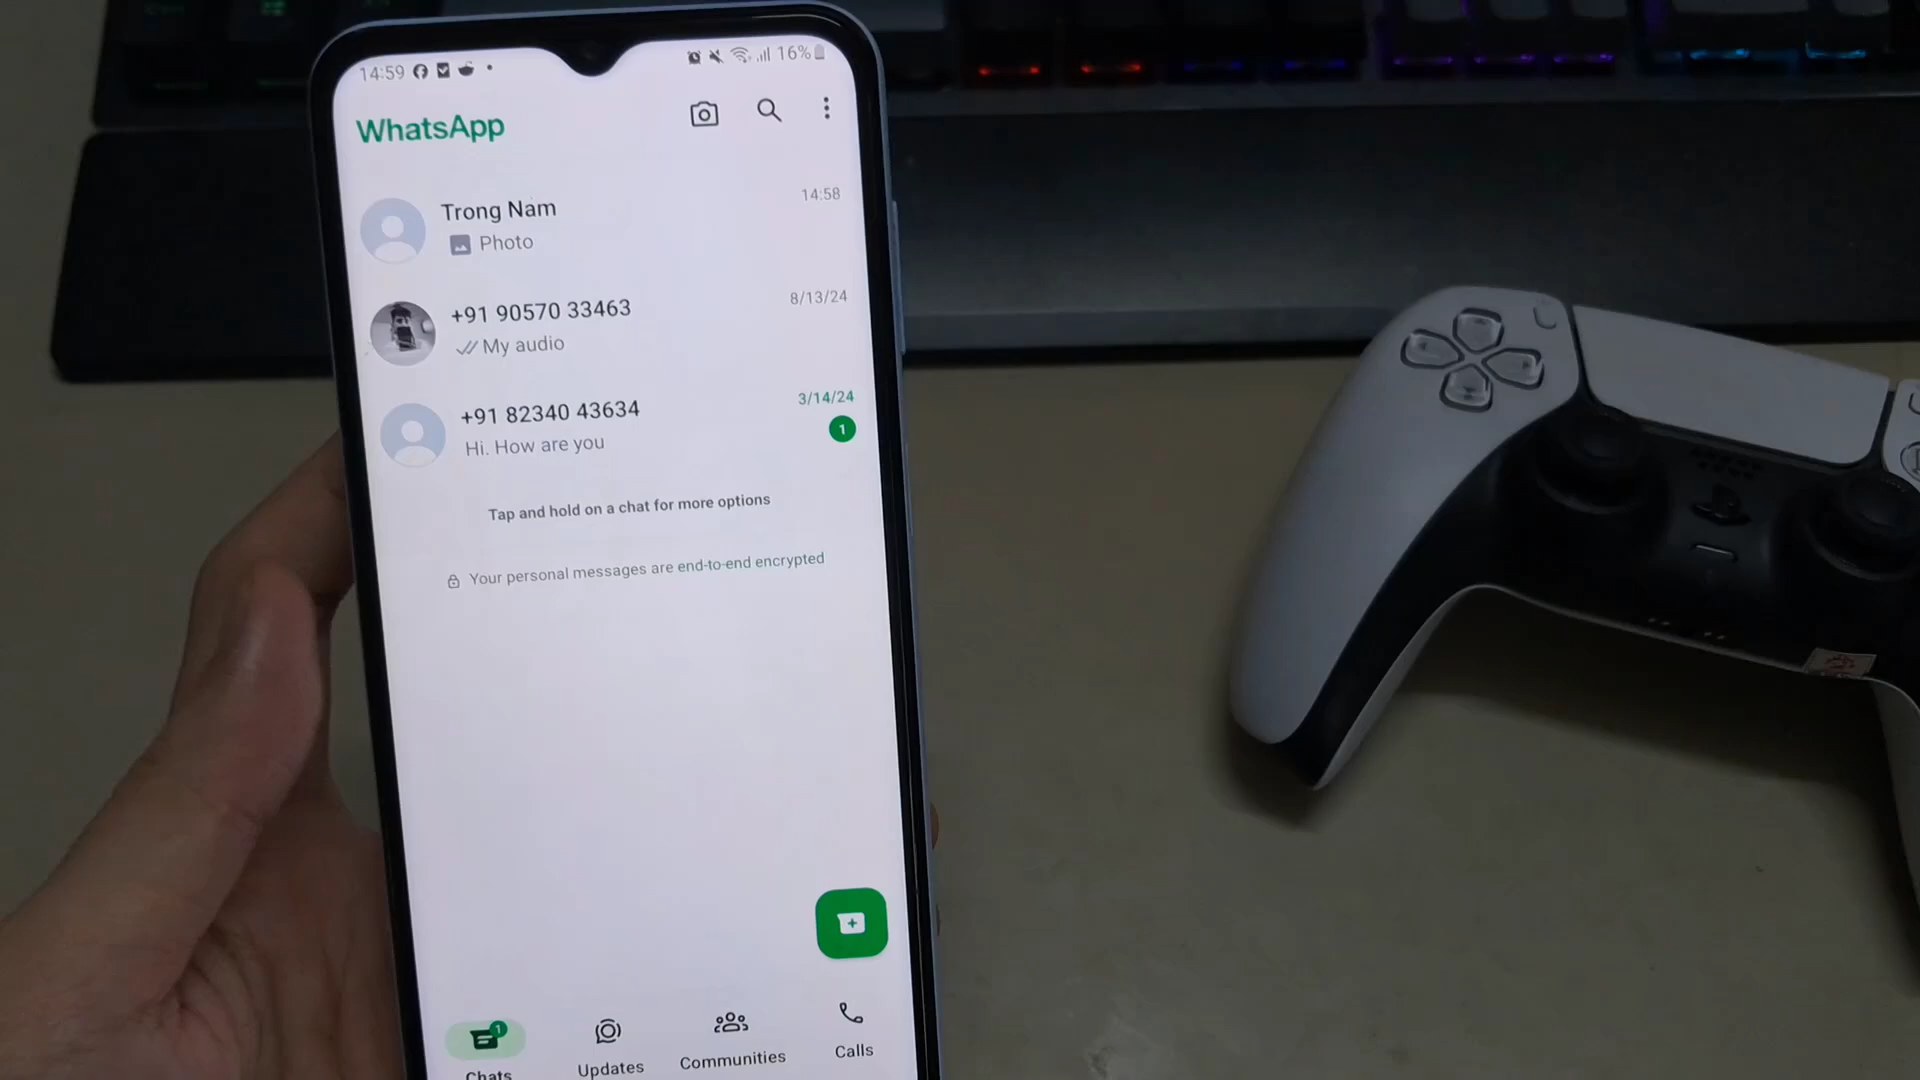 14:59
16%
WhatsApp
Trong Nam
14:58
Photo
+91 90570 33463
8/13/24
My audio
+91 82340 43634
3/14/24
Hi. How are you
1
Tap and hold on a chat for more options
Your personal messages are end-to-end encrypted
1
Chats
Updates
Communities
Calls